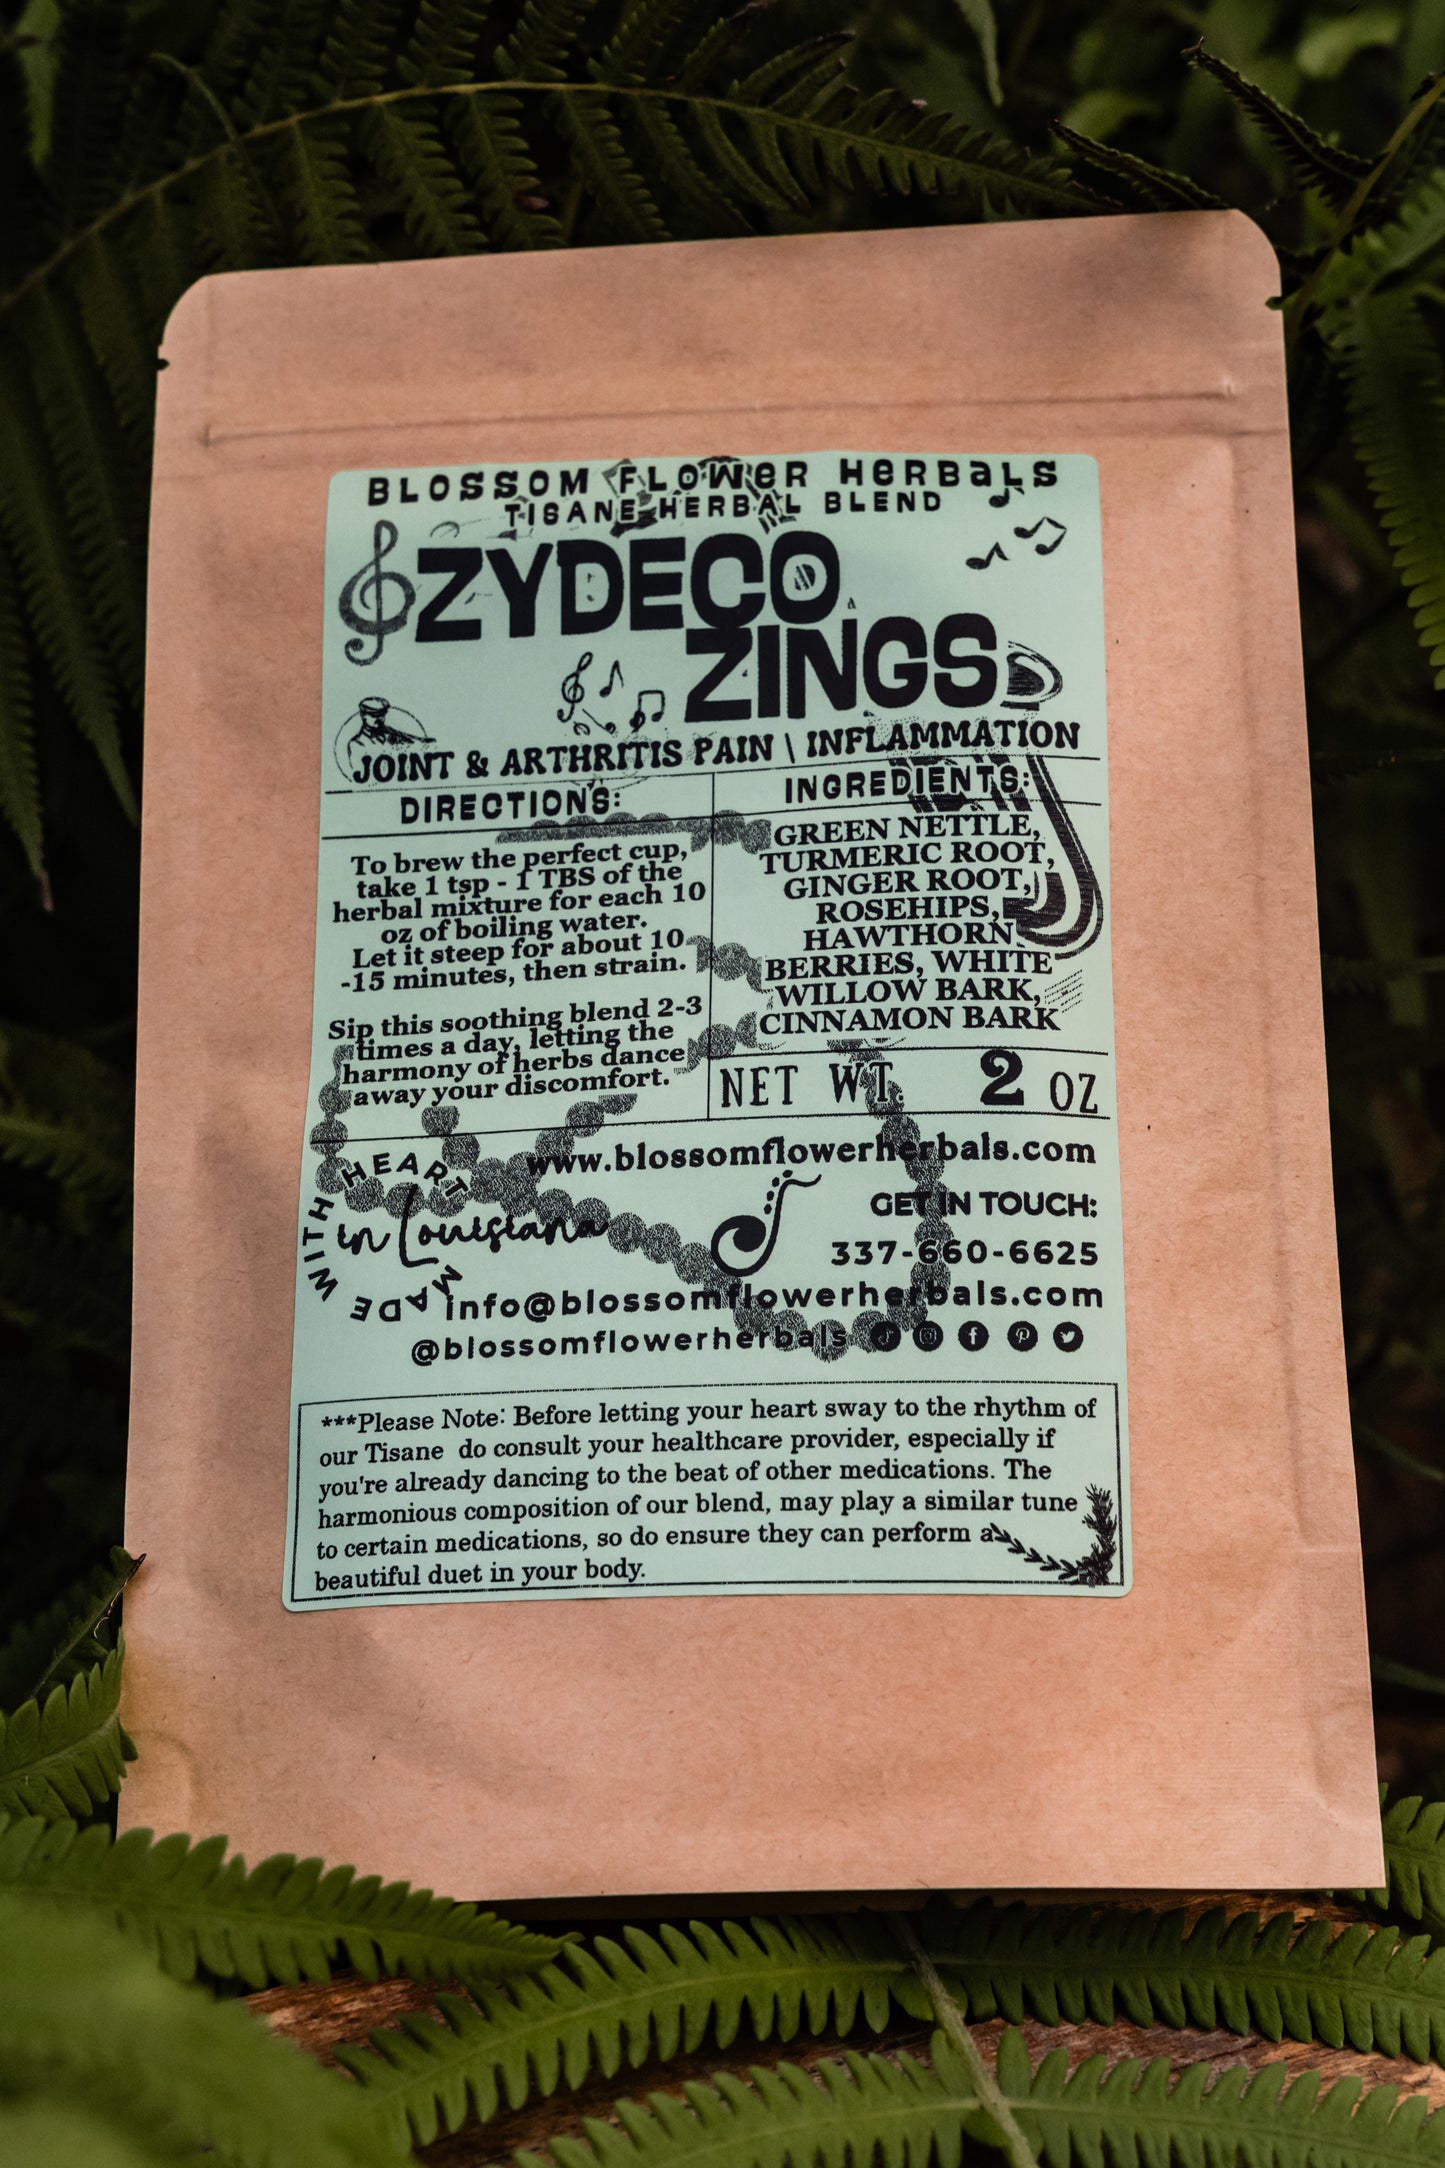 BLOSSOM FLOWER HERBALS
TISANE HERBAL BLEND
ZYDECO
ZINGS
JOINT & ARTHRITIS PAIN \ INFLAMMATION
DIRECTIONS:
To brew the perfect cup,
take 1 tsp - 1 TBS of the
herbal mixture for each 10
oz of boiling water.
Let it steep for about 10
-15 minutes, then strain.
Sip this soothing blend 2-3
times a day, letting the
harmony of herbs dance
away your discomfort.
INGREDIENTS:
GREEN NETTLE,
TURMERIC ROOT,
GINGER ROOT,
ROSEHIPS,
HAWTHORN
BERRIES, WHITE
WILLOW BARK,
CINNAMON BARK
NET WT. 2 OZ
MADE WITH HEART
in Louisiana
www.blossomflowerherbals.com
GET IN TOUCH:
337-660-6625
info@blossomflowerherbals.com
@blossomflowerherbals
***Please Note: Before letting your heart sway to the rhythm of
our Tisane do consult your healthcare provider, especially if
you're already dancing to the beat of other medications. The
harmonious composition of our blend, may play a similar tune
to certain medications, so do ensure they can perform a
beautiful duet in your body.